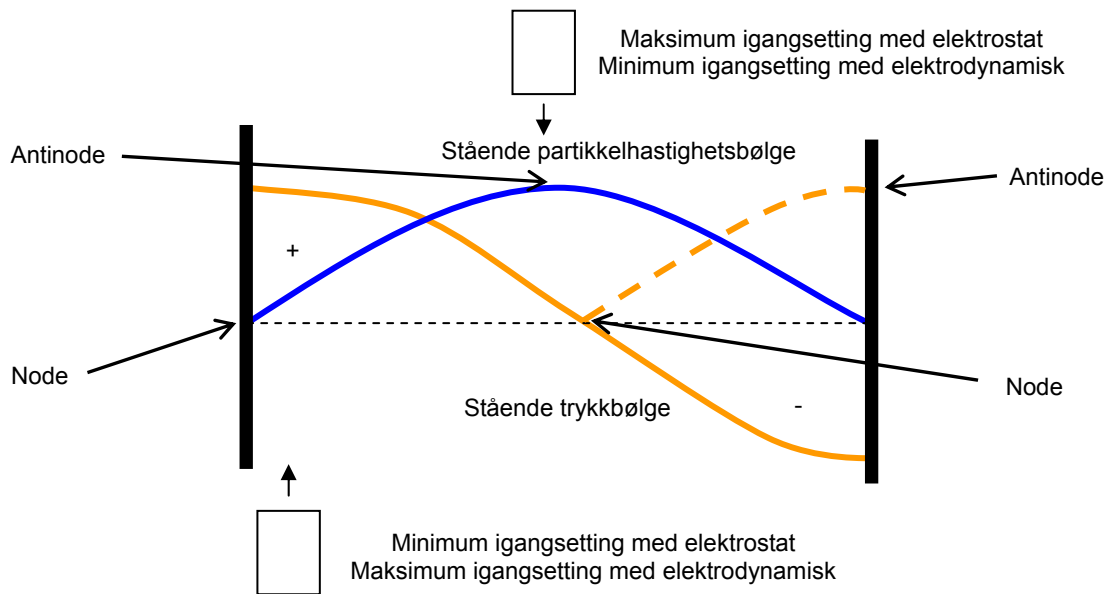 Maksimum igangsetting med elektrostat
Minimum igangsetting med elektrodynamisk
Antinode
Stående partikkelhastighetsbølge
Antinode
+
Node
Stående trykkbølge
-
Node
Minimum igangsetting med elektrostat
Maksimum igangsetting med elektrodynamisk